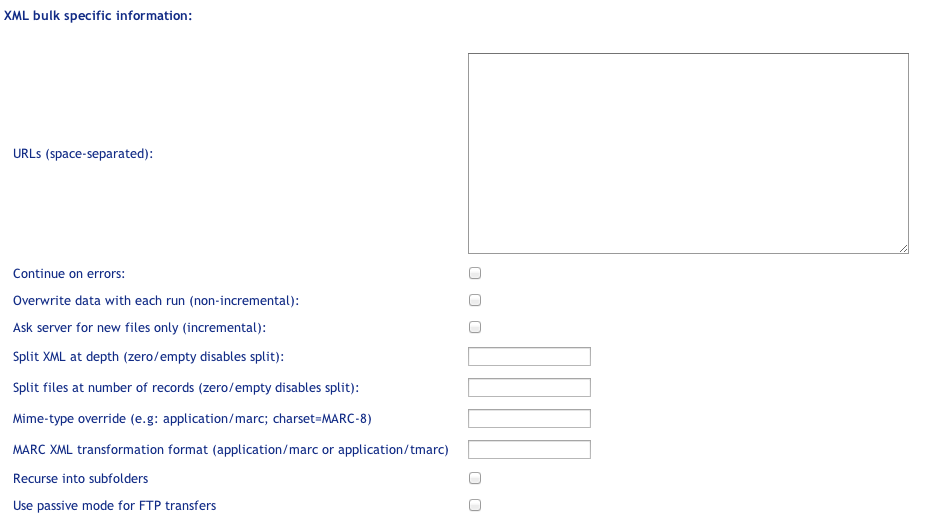 XML bulk specific information:
URLs (space-separated):
Continue on errors:
Overwrite data with each run (non-incremental):
Ask server for new files only (incremental):
Split XML at depth (zero/empty disables split):
Split files at number of records (zero/empty disables split):
Mime-type override (e.g: application/marc; charset=MARC-8)
MARC XML transformation format (application/marc or application/tmarc)
Recurse into subfolders
Use passive mode for FTP transfers